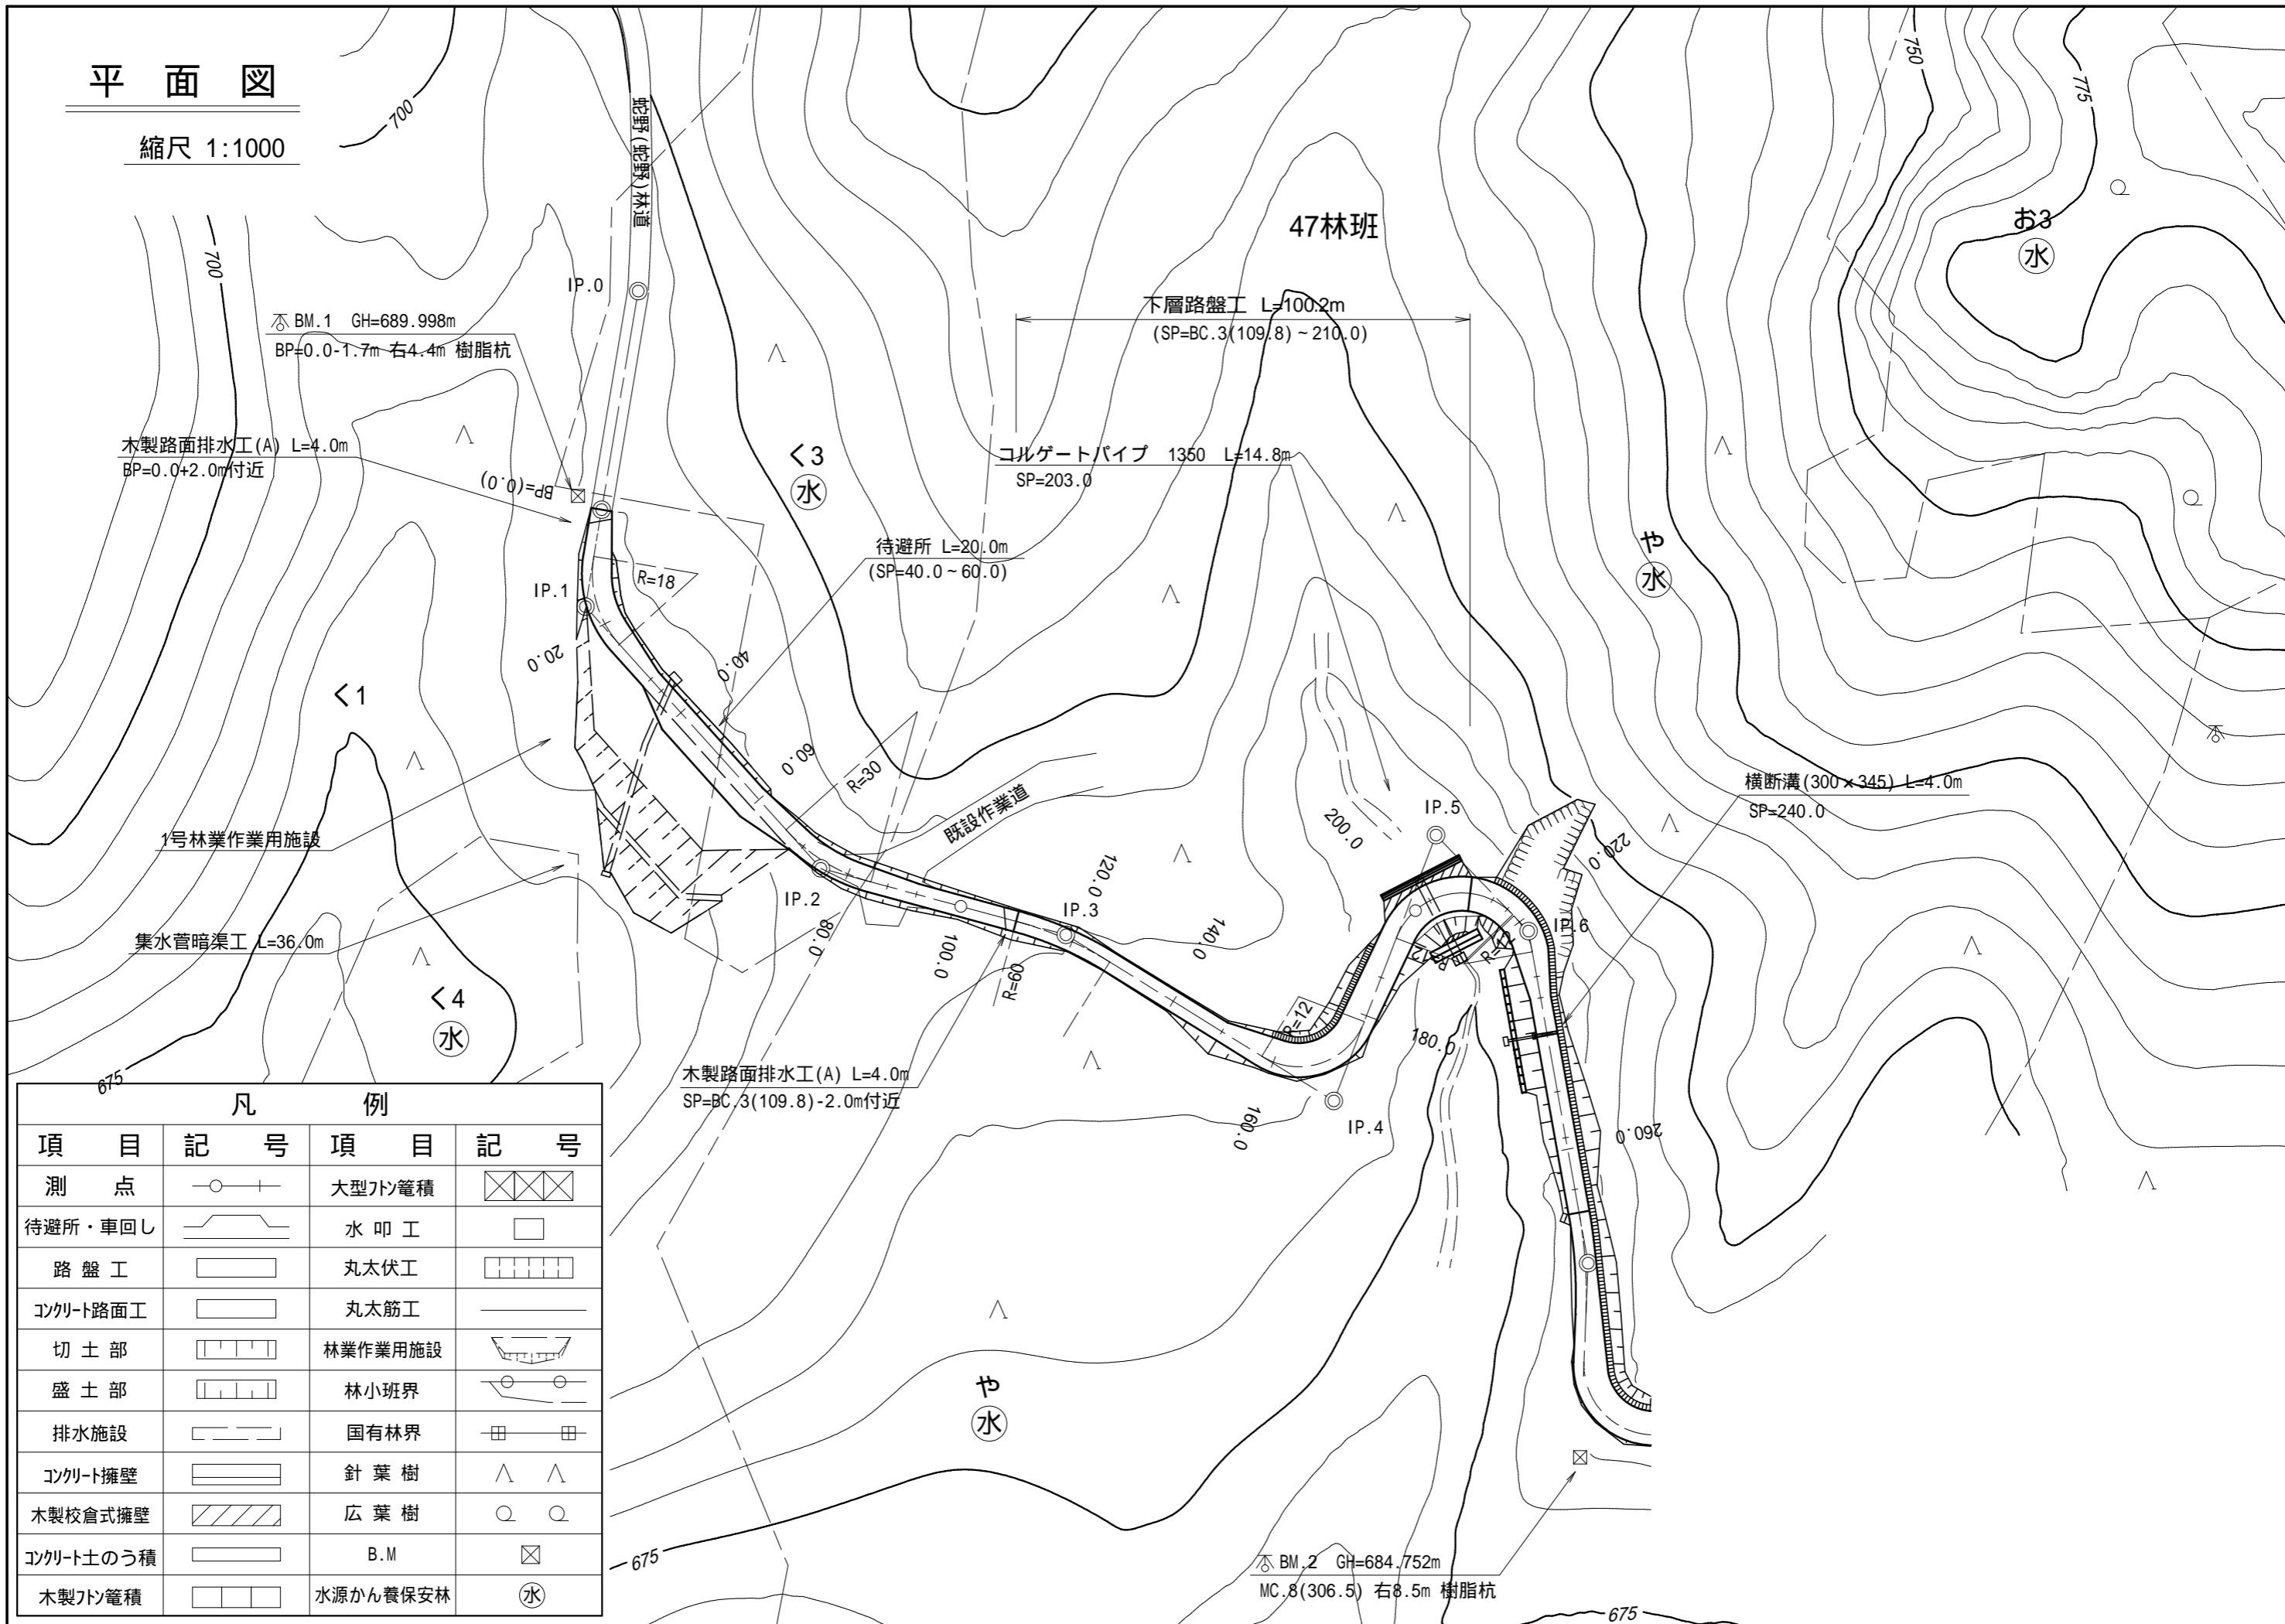 平 面 図
縮尺 1:1000
700
700
蛇野(蛇野)林道
IP.0
BM.1 GH=689.998m
BP=0.0-1.7m 右4.4m 樹脂杭
木製路面排水工(A) L=4.0m
BP=0.0+2.0m付近
BP=(0.0)
IP.1
R=18
20.0
40.0
く3
水
47林班
下層路盤工 L=100.2m
(SP=BC.3(109.8)~210.0)
コルゲートパイプ 1350 L=14.8m
SP=203.0
待避所 L=20.0m
(SP=40.0~60.0)
750
775
お3
水
や
水
く1
60.0
R=30
既設作業道
1号林業作業用施設
集水菅暗渠工 L=36.0m
く4
水
IP.2
80.0
100.0
R=60
IP.3
120.0
140.0
160.0
R=12
IP.4
180.0
200.0
IP.5
R=12
R=11
IP.6
220.0
横断溝(300×345) L=4.0m
SP=240.0
260.0
木製路面排水工(A) L=4.0m
SP=BC.3(109.8)-2.0m付近
675
675
675
や
水
BM.2 GH=684.752m
MC.8(306.5) 右8.5m 樹脂杭
凡 例
項 目 記 号 項 目 記 号
測 点 大型フトン篭積
待避所・車回し 水 叩 工
路 盤 工 丸太伏工
コンクリート路面工 丸太筋工
切 土 部 林業作業用施設
盛 土 部 林小班界
排水施設 国有林界
コンクリート擁壁 針 葉 樹
木製校倉式擁壁 広 葉 樹
コンクリート土のう積 B.M
木製フトン篭積 水源かん養保安林 水